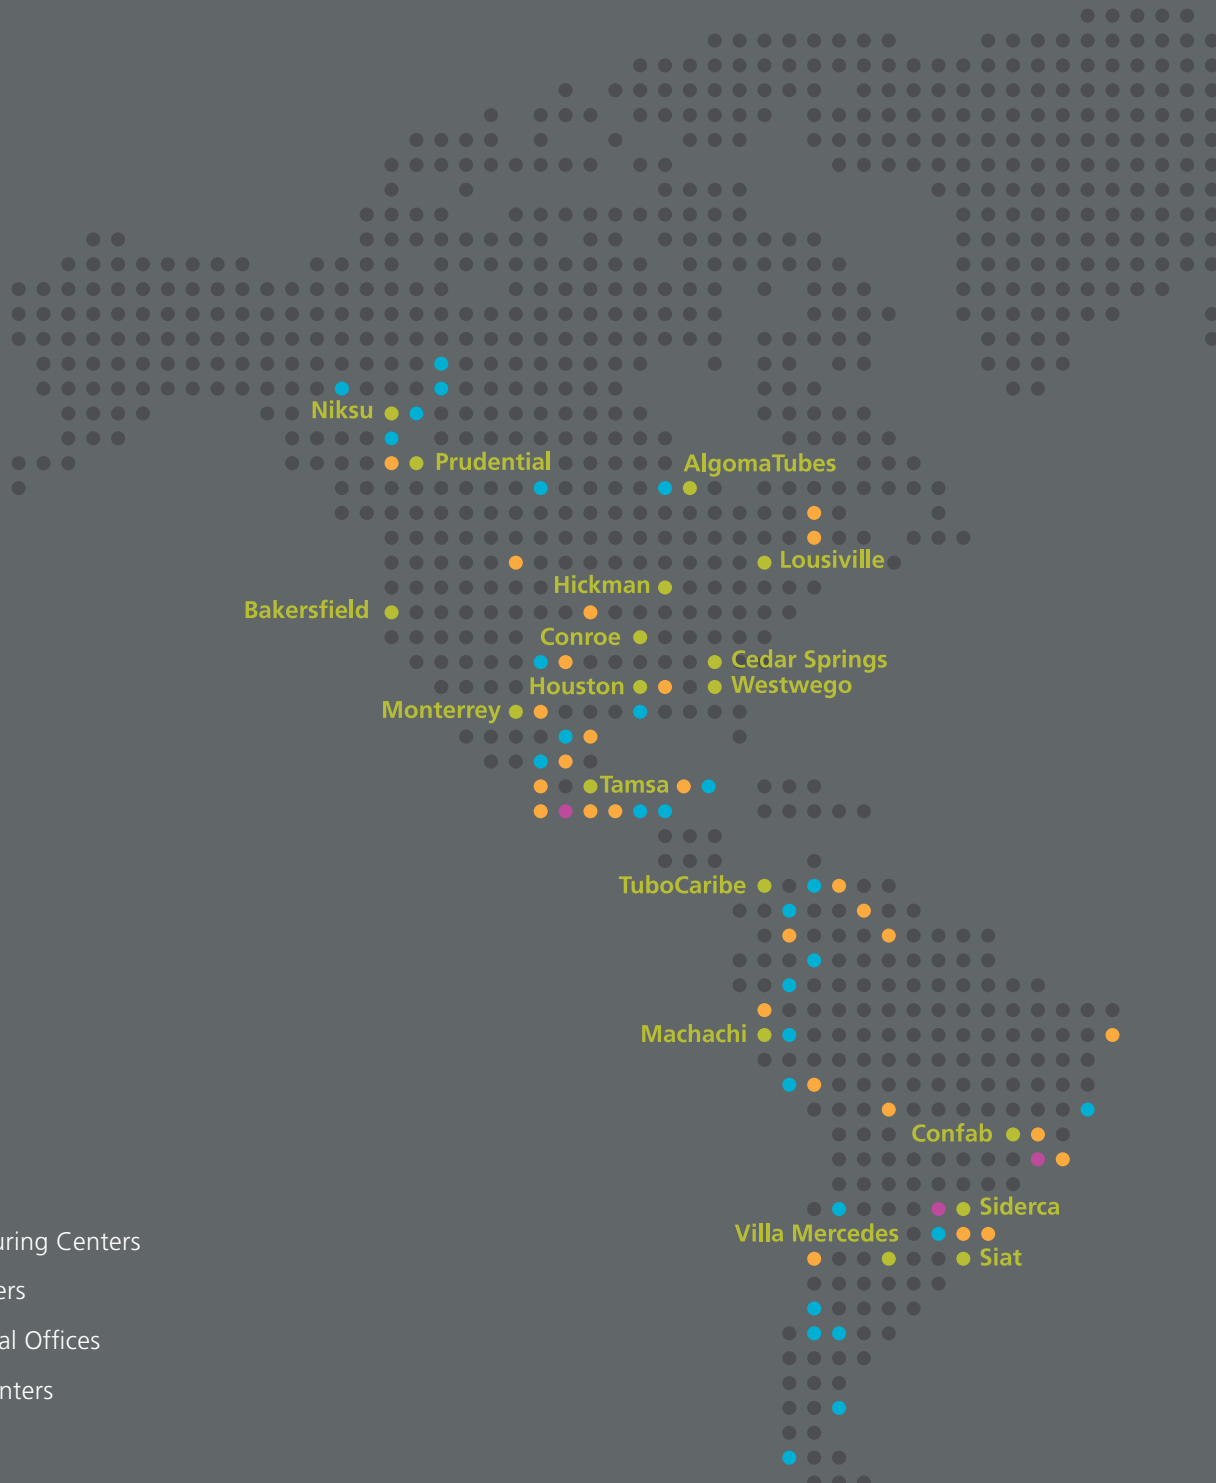 Niksu
Prudential
AlgomaTubes
Lousiville
Hickman
Bakersfield
Conroe
Cedar Springs
Houston
Westwego
Monterrey
Tamsa
TuboCaribe
Machachi
Confab
Siderca
Villa Mercedes
Siat
uring Centers
ers
al Offices
nters